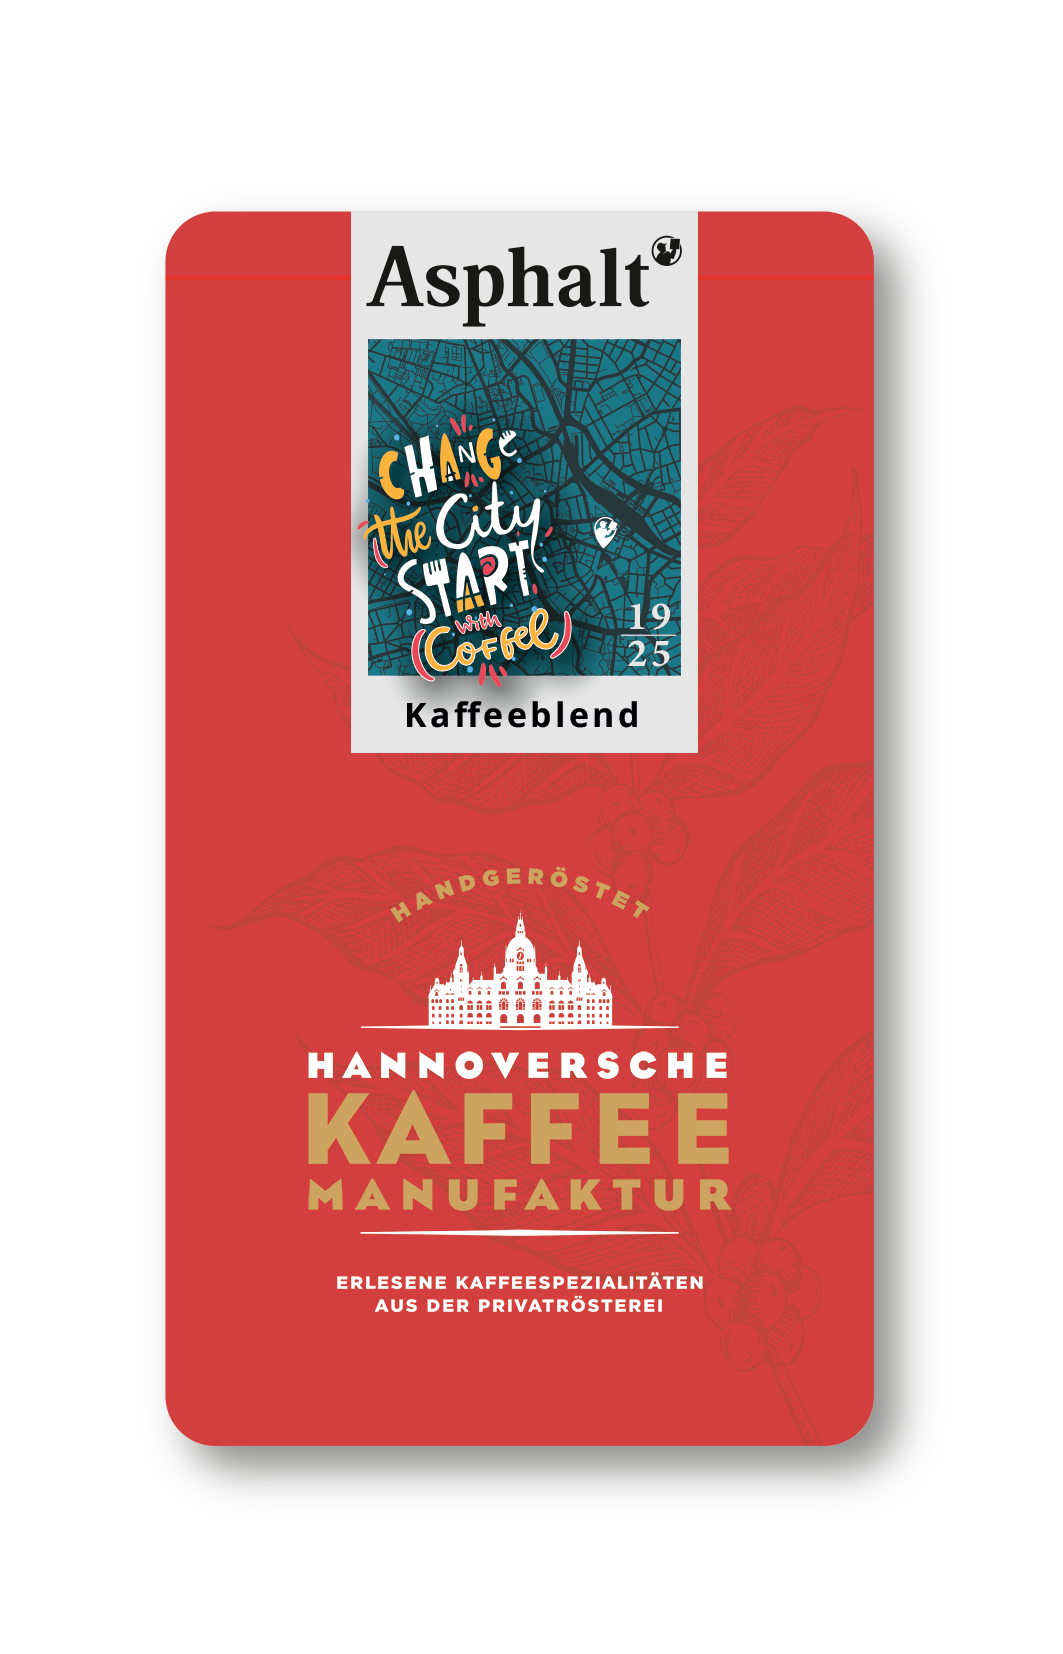 Asphalt
CHANGe
the City
START!
with
(Coffee)
19
25
Kaffeeblend
HANDGERÖSTET
HANNOVERSCHE
KAFFEE
MANUFAKTUR
ERLESENE KAFFEESPEZIALITÄTEN
AUS DER PRIVATRÖSTEREI